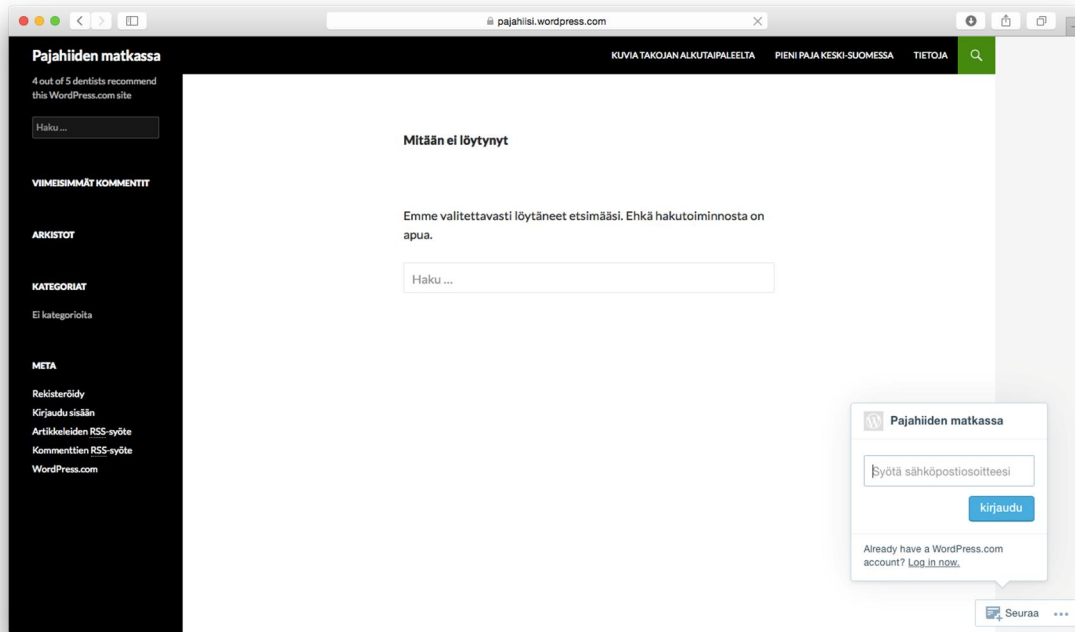 pajahiisi.wordpress.com
Pajahiiden matkassa
KUVIA TAKOJAN ALKUTAIPALEELTA
PIENI PAJA KESKI-SUOMESSA
TIETOJA
4 out of 5 dentists recommend
this WordPress.com site
Haku ...
VIIMEISIMMÄT KOMMENTIT
ARKISTOT
KATEGORIAT
Ei kategorioita
META
Rekisteröidy
Kirjaudu sisään
Artikkeleiden RSS-syöte
Kommenttien RSS-syöte
WordPress.com
Mitään ei löytynyt
Emme valitettavasti löytäneet etsimääsi. Ehkä hakutoiminnosta on
apua.
Haku ...
Pajahiiden matkassa
Syötä sähköpostiosoitteesi
kirjaudu
Already have a WordPress.com
account? Log in now.
Seuraa